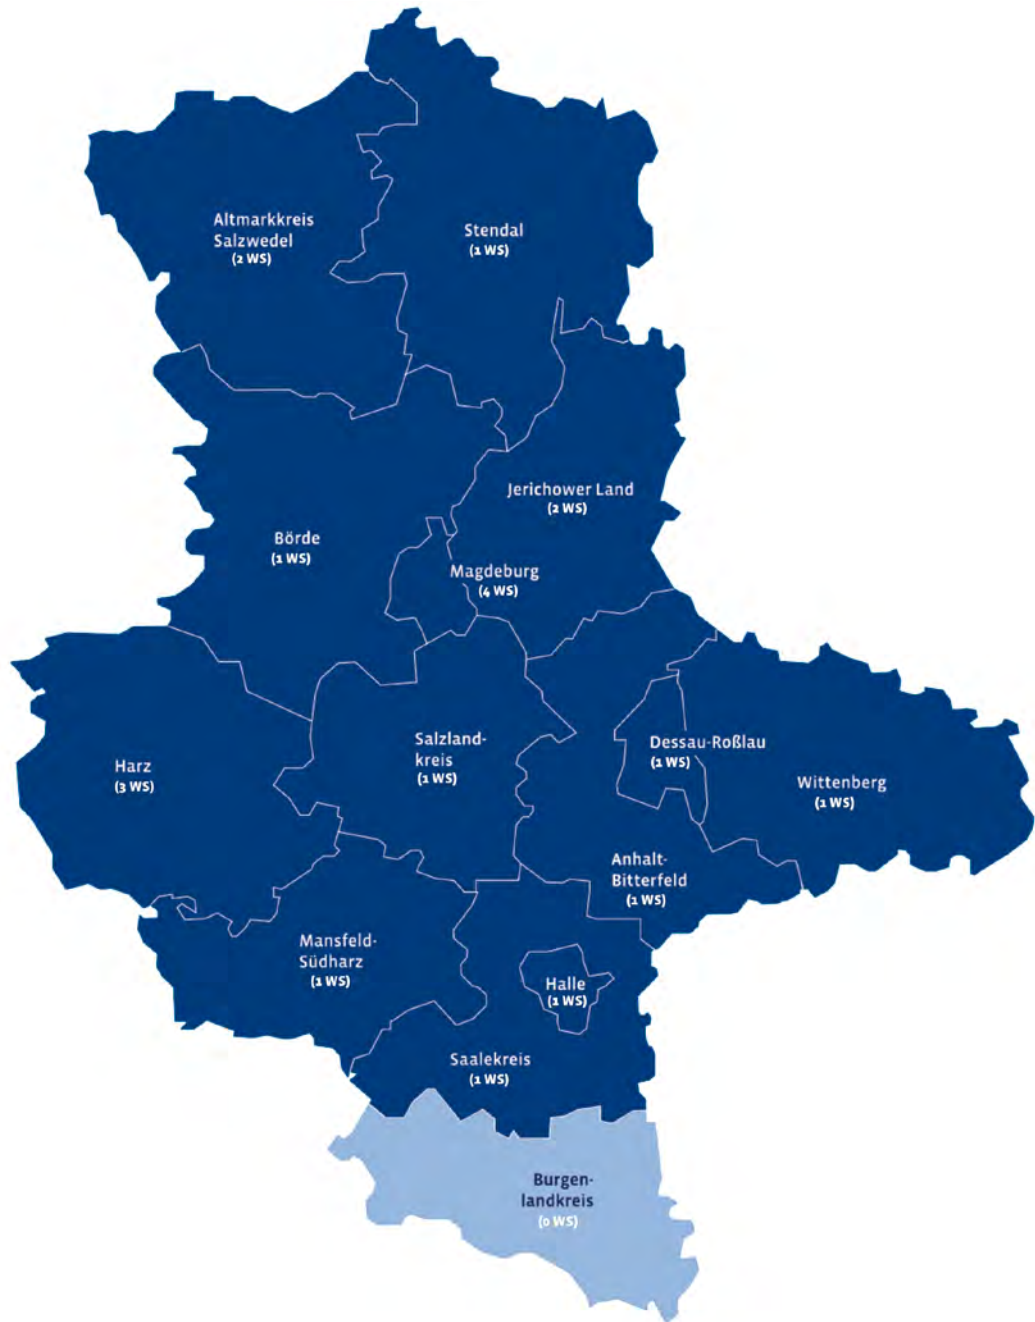 Altmarkkreis
Salzwedel
(2 WS)
Stendal
(1 WS)
Jerichower Land
(2 WS)
Börde
(1 WS)
Magdeburg
(4 WS)
Salzland-
kreis
(1 WS)
Dessau-Roßlau
(1 WS)
Harz
(3 WS)
Wittenberg
(1 WS)
Anhalt-
Bitterfeld
(1 WS)
Mansfeld-
Südharz
(1 WS)
Halle
(1 WS)
Saalekreis
(1 WS)
Burgen-
landkreis
(0 WS)